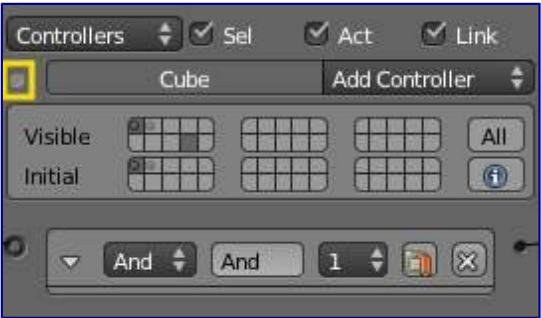 Controllers Sel Act Link
Cube Add Controller
Visible All
Initial
And And 1